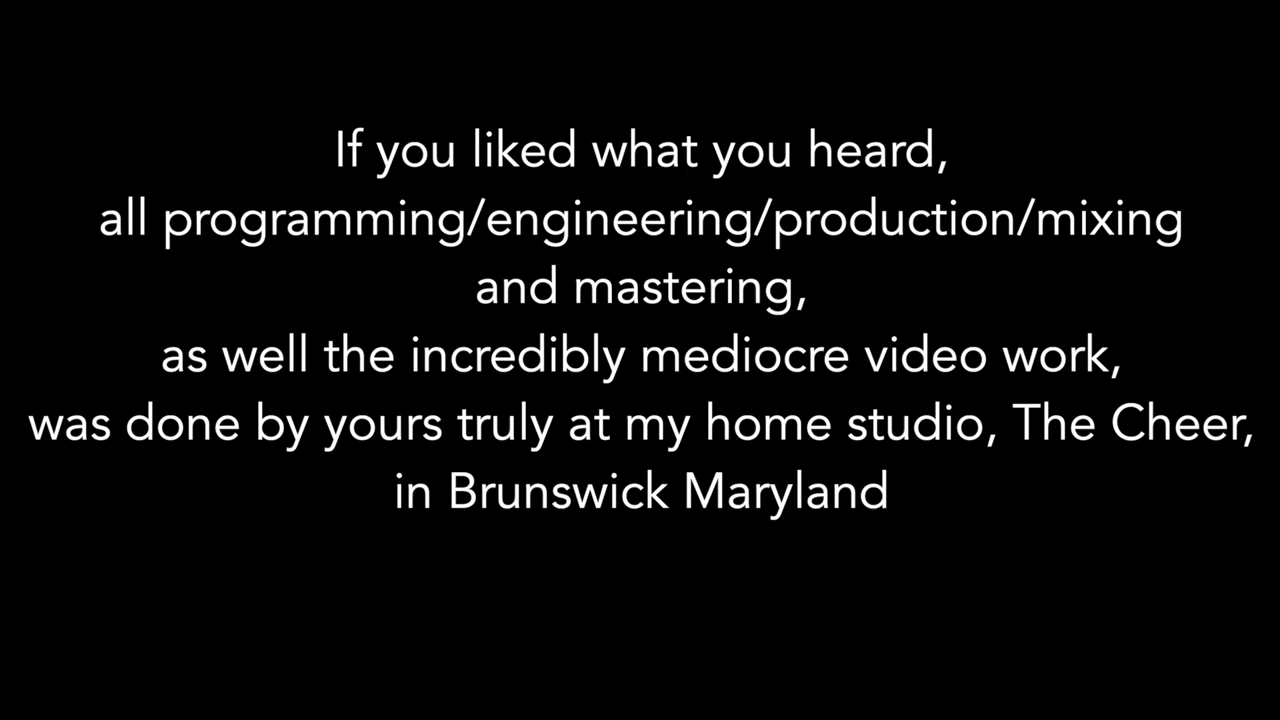 If you liked what you heard,
all programming/engineering/production/mixing
and mastering,
as well the incredibly mediocre video work,
was done by yours truly at my home studio, The Cheer,
in Brunswick Maryland